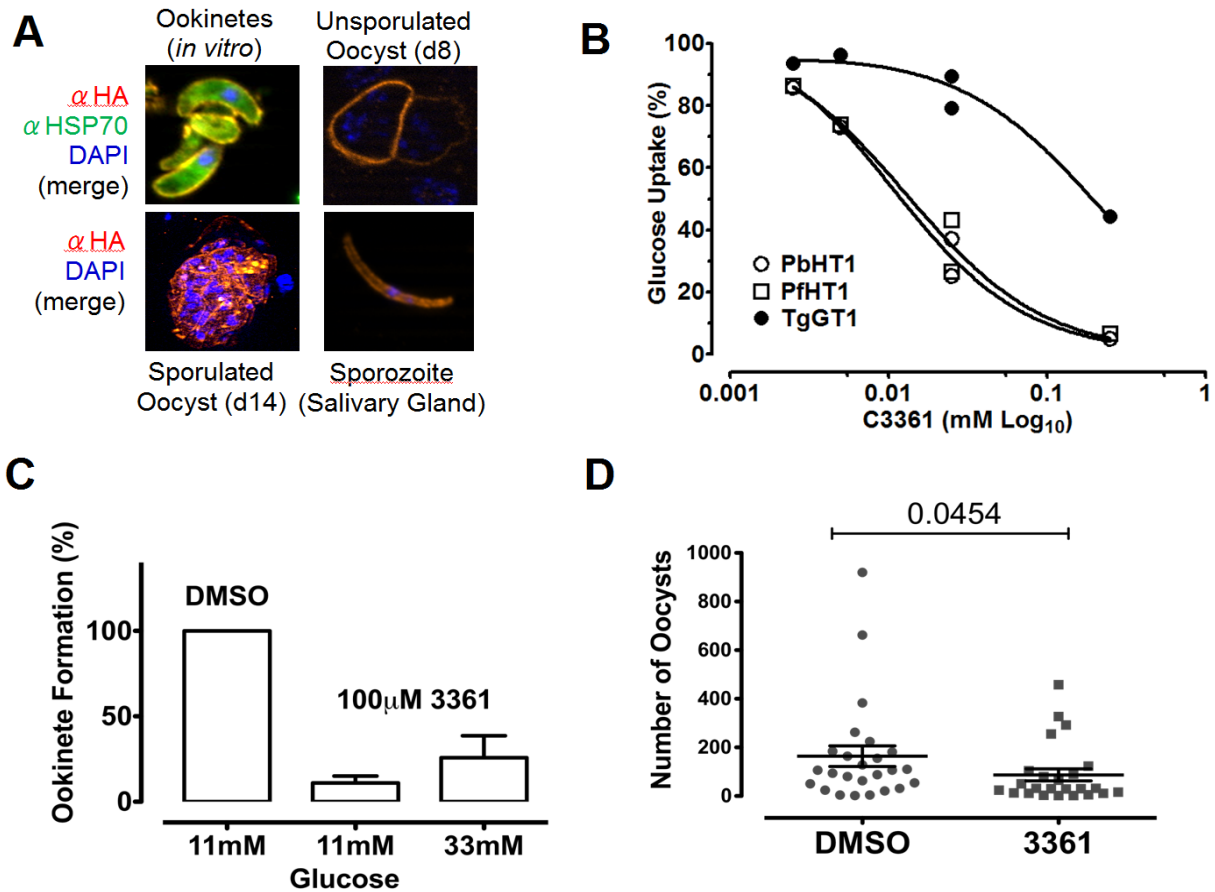 A
Ookinetes
(in vitro)
Unsporulated
Oocyst (d8)
α HA
α HSP70
DAPI
(merge)
α HA
DAPI
(merge)
Sporulated
Oocyst (d14)
Sporozoite
(Salivary Gland)
B
Glucose Uptake (%)
100
80
60
40
20
0
PbHT1
PfHT1
TgGT1
0.001
0.01
0.1
1
C3361 (mM Log₁₀)
C
Ookinete Formation (%)
100
50
0
DMSO
100μM 3361
11mM
11mM
33mM
Glucose
D
0.0454
Number of Oocysts
1000
800
600
400
200
0
DMSO
3361